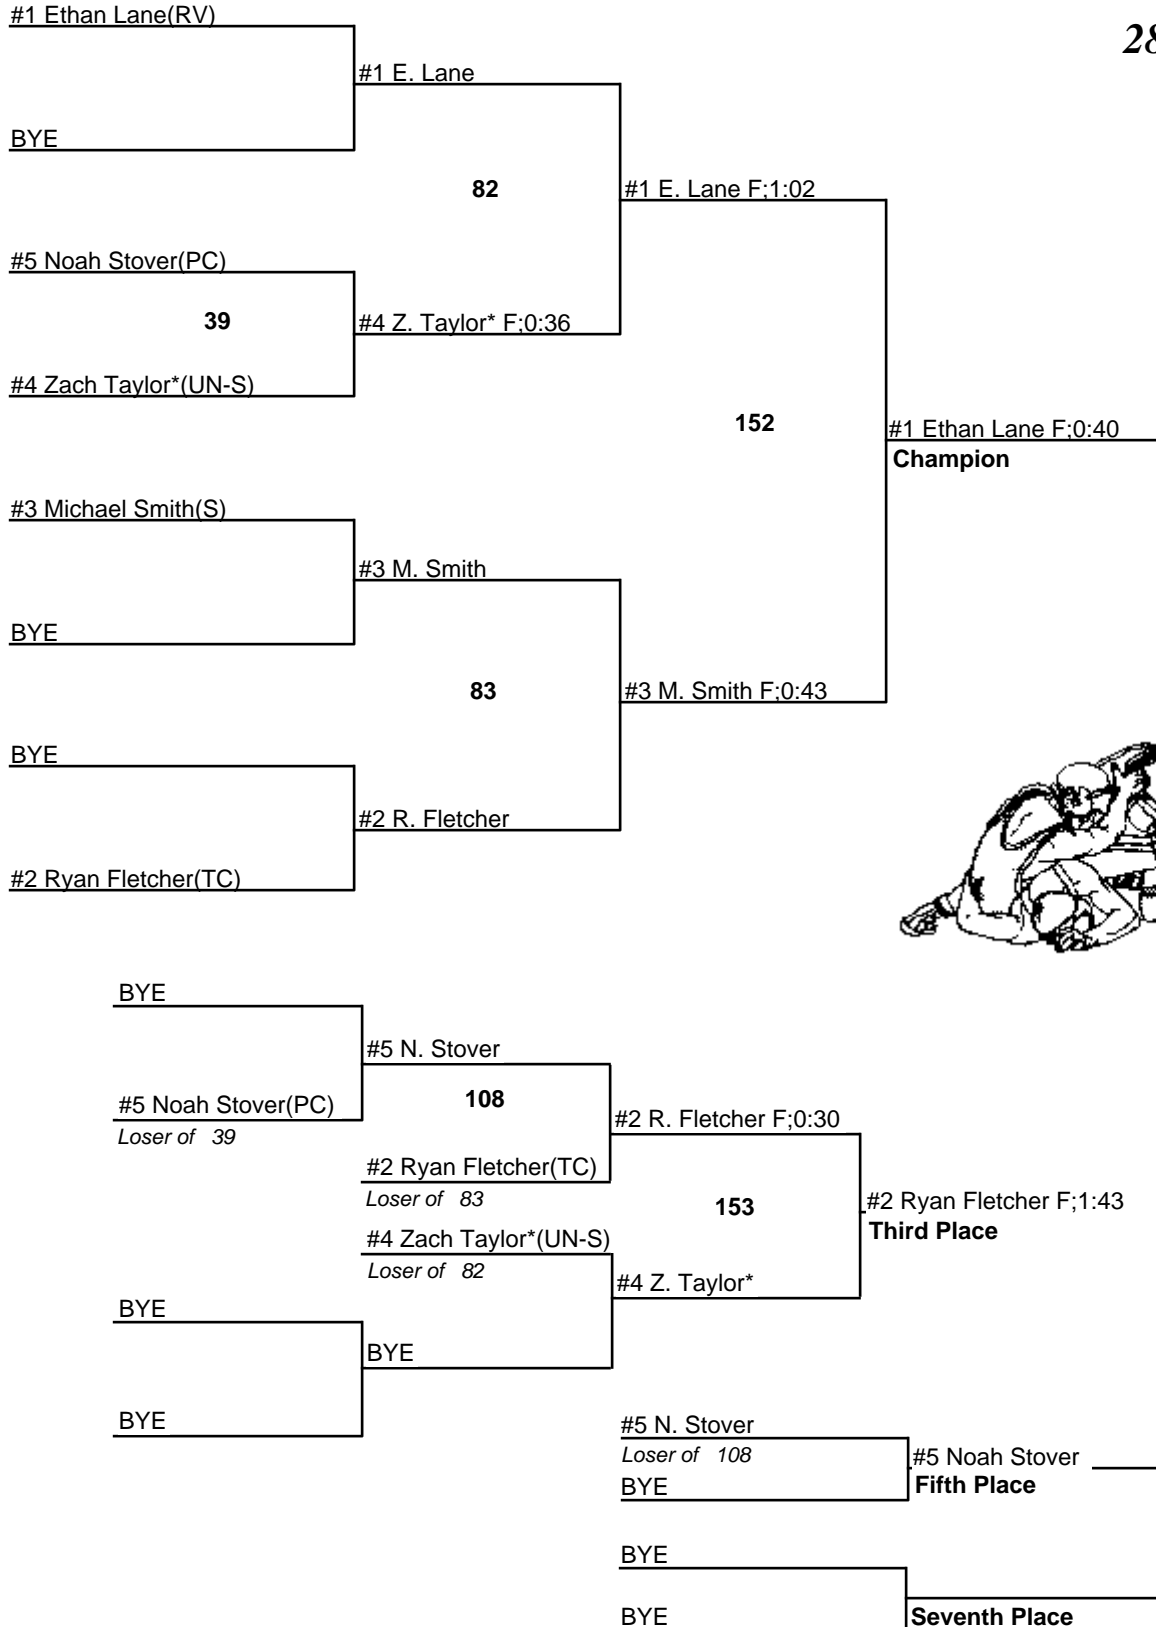 #1 Ethan Lane(RV)
28
#1 E. Lane
BYE
82
#1 E. Lane F;1:02
#5 Noah Stover(PC)
39
#4 Z. Taylor* F;0:36
#4 Zach Taylor*(UN-S)
152
#1 Ethan Lane F;0:40
Champion
#3 Michael Smith(S)
#3 M. Smith
BYE
83
#3 M. Smith F;0:43
BYE
#2 R. Fletcher
#2 Ryan Fletcher(TC)
BYE
#5 N. Stover
#5 Noah Stover(PC)
108
Loser of 39
#2 R. Fletcher F;0:30
#2 Ryan Fletcher(TC)
Loser of 83
153
#2 Ryan Fletcher F;1:43
Third Place
#4 Zach Taylor*(UN-S)
Loser of 82
#4 Z. Taylor*
BYE
BYE
BYE
#5 N. Stover
Loser of 108
#5 Noah Stover
BYE
Fifth Place
BYE
BYE
Seventh Place